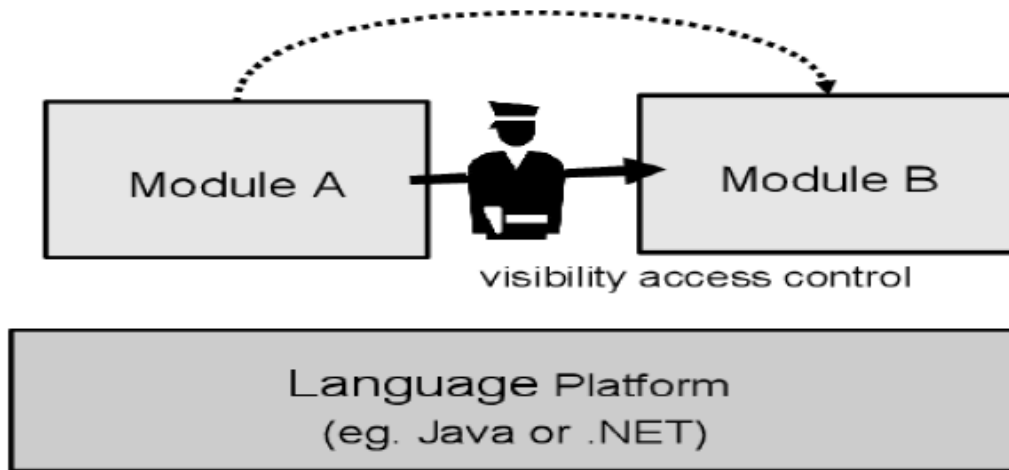 Module A
Module B
visibility access control
Language Platform
(eg. Java or .NET)